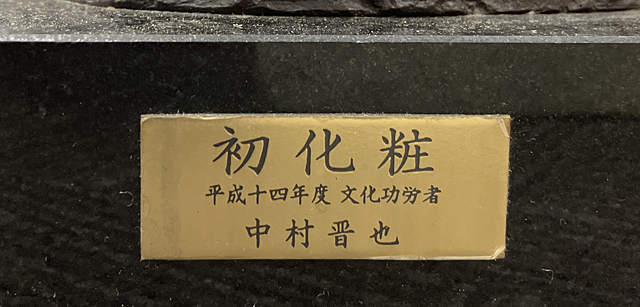 初化粧
平成十四年度 文化功労者
中村晋也